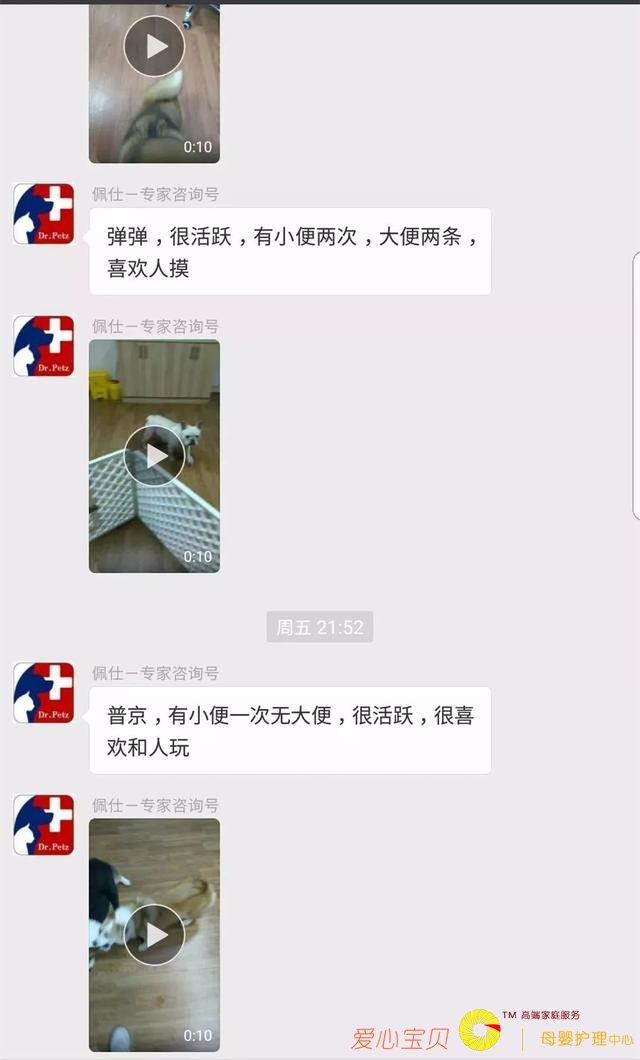 0:10
佩仕－专家咨询号
Dr.Petz
弹弹，很活跃，有小便两次，大便两条，
喜欢人摸
佩仕－专家咨询号
Dr.Petz
0:10
周五 21:52
佩仕－专家咨询号
Dr.Petz
普京，有小便一次无大便，很活跃，很喜
欢和人玩
佩仕－专家咨询号
Dr.Petz
0:10
爱心宝贝 TM 高端家庭服务
母婴护理中心